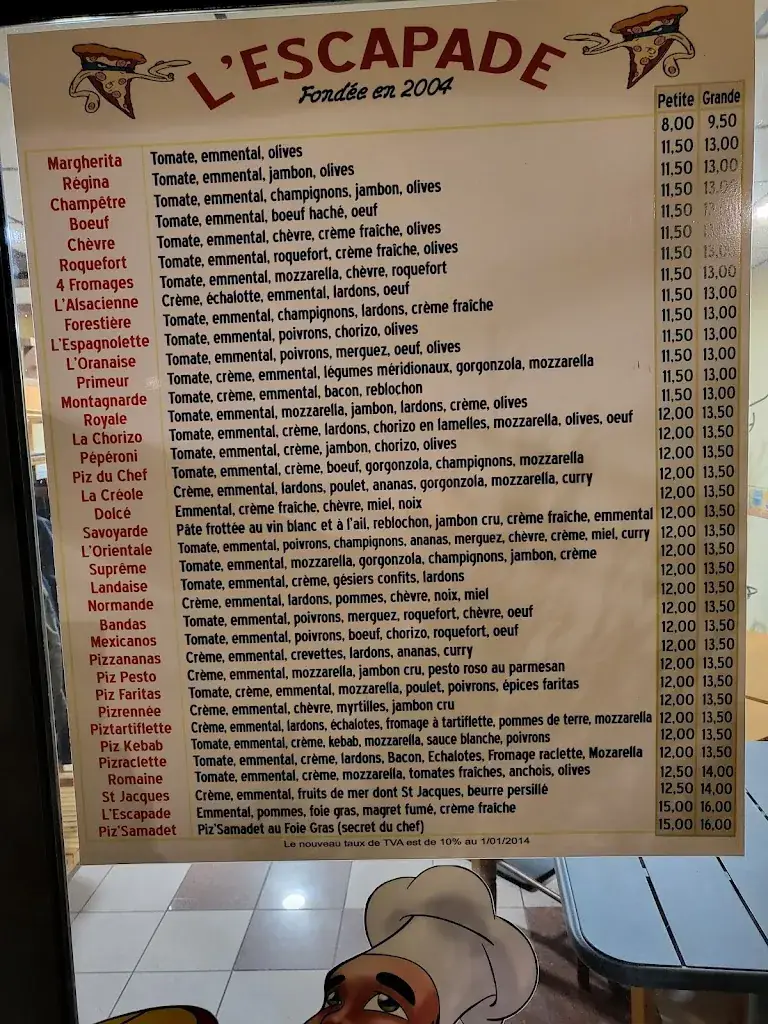 L'ESCAPADE
Fondée en 2004
Petite Grande
Margherita Tomate, emmental, olives 8,00 9,50
Régina Tomate, emmental, jambon, olives 11,50 13,00
Champêtre Tomate, emmental, champignons, jambon, olives 11,50 13,00
Boeuf Tomate, emmental, boeuf haché, oeuf 11,50 13,00
Chèvre Tomate, emmental, chèvre, crème fraîche, olives 11,50
Roquefort Tomate, emmental, roquefort, crème fraîche, olives 11,50
4 Fromages Tomate, emmental, mozzarella, chèvre, roquefort 11,50 13,00
L'Alsacienne Crème, échalotte, emmental, lardons, oeuf 11,50 13,00
Forestière Tomate, emmental, champignons, lardons, crème fraîche 11,50 13,00
L'Espagnolette Tomate, emmental, poivrons, chorizo, olives 11,50 13,00
L'Oranaise Tomate, emmental, poivrons, merguez, oeuf, olives 11,50 13,00
Primeur Tomate, crème, emmental, légumes méridionaux, gorgonzola, mozzarella 11,50 13,00
Montagnarde Tomate, crème, emmental, bacon, reblochon 11,50 13,00
Royale Tomate, emmental, mozzarella, jambon, lardons, crème, olives 11,50 13,00
La Chorizo Tomate, emmental, crème, lardons, chorizo en lamelles, mozzarella, olives, oeuf 12,00 13,50
Pépéroni Tomate, emmental, crème, jambon, chorizo, olives 12,00 13,50
Piz du Chef Tomate, emmental, crème, boeuf, gorgonzola, champignons, mozzarella 12,00 13,50
La Créole Crème, emmental, lardons, poulet, ananas, gorgonzola, mozzarella, curry 12,00 13,50
Dolcé Emmental, crème fraîche, chèvre, miel, noix 12,00 13,50
Savoyarde Pâte frottée au vin blanc et à l'ail, reblochon, jambon cru, crème fraîche, emmental 12,00 13,50
L'Orientale Tomate, emmental, poivrons, champignons, ananas, merguez, chèvre, crème, miel, curry 12,00 13,50
Suprême Tomate, emmental, mozzarella, gorgonzola, champignons, jambon, crème 12,00 13,50
Landaise Tomate, emmental, crème, gésiers confits, lardons 12,00 13,50
Normande Crème, emmental, lardons, pommes, chèvre, noix, miel 12,00 13,50
Bandas Tomate, emmental, poivrons, merguez, roquefort, chèvre, oeuf 12,00 13,50
Mexicanos Tomate, emmental, poivrons, boeuf, chorizo, roquefort, oeuf 12,00 13,50
Pizzananas Crème, emmental, crevettes, lardons, ananas, curry 12,00 13,50
Piz Pesto Crème, emmental, mozzarella, jambon cru, pesto roso au parmesan 12,00 13,50
Piz Faritas Tomate, crème, emmental, mozzarella, poulet, poivrons, épices faritas 12,00 13,50
Pizrennée Crème, emmental, chèvre, myrtilles, jambon cru 12,00 13,50
Piztartiflette Crème, emmental, lardons, échalotes, fromage à tartiflette, pommes de terre, mozzarella 12,00 13,50
Piz Kebab Tomate, emmental, crème, kebab, mozzarella, sauce blanche, poivrons 12,00 13,50
Pizraclette Tomate, emmental, crème, lardons, Bacon, Echalotes, Fromage raclette, Mozarella 12,00 13,50
Romaine Tomate, emmental, crème, mozzarella, tomates fraîches, anchois, olives 12,50 14,00
St Jacques Crème, emmental, fruits de mer dont St Jacques, beurre persillé 12,50 14,00
L'Escapade Emmental, pommes, foie gras, magret fumé, crème fraîche 15,00 16,00
Piz'Samadet Piz'Samadet au Foie Gras (secret du chef) 15,00 16,00
Le nouveau taux de TVA est de 10% au 1/01/2014